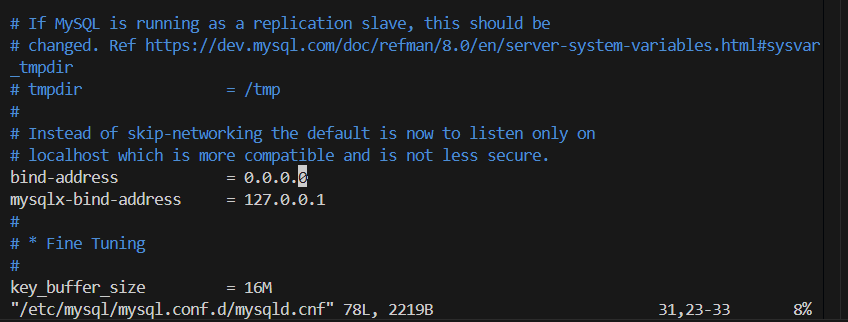 # If MySQL is running as a replication slave, this should be
# changed. Ref https://dev.mysql.com/doc/refman/8.0/en/server-system-variables.html#sysvar
_tmpdir
# tmpdir                = /tmp
#
# Instead of skip-networking the default is now to listen only on
# localhost which is more compatible and is not less secure.
bind-address            = 0.0.0.0
mysqlx-bind-address     = 127.0.0.1
#
# * Fine Tuning
#
key_buffer_size         = 16M
"/etc/mysql/mysql.conf.d/mysqld.cnf" 78L, 2219B                         31,23-33       8%